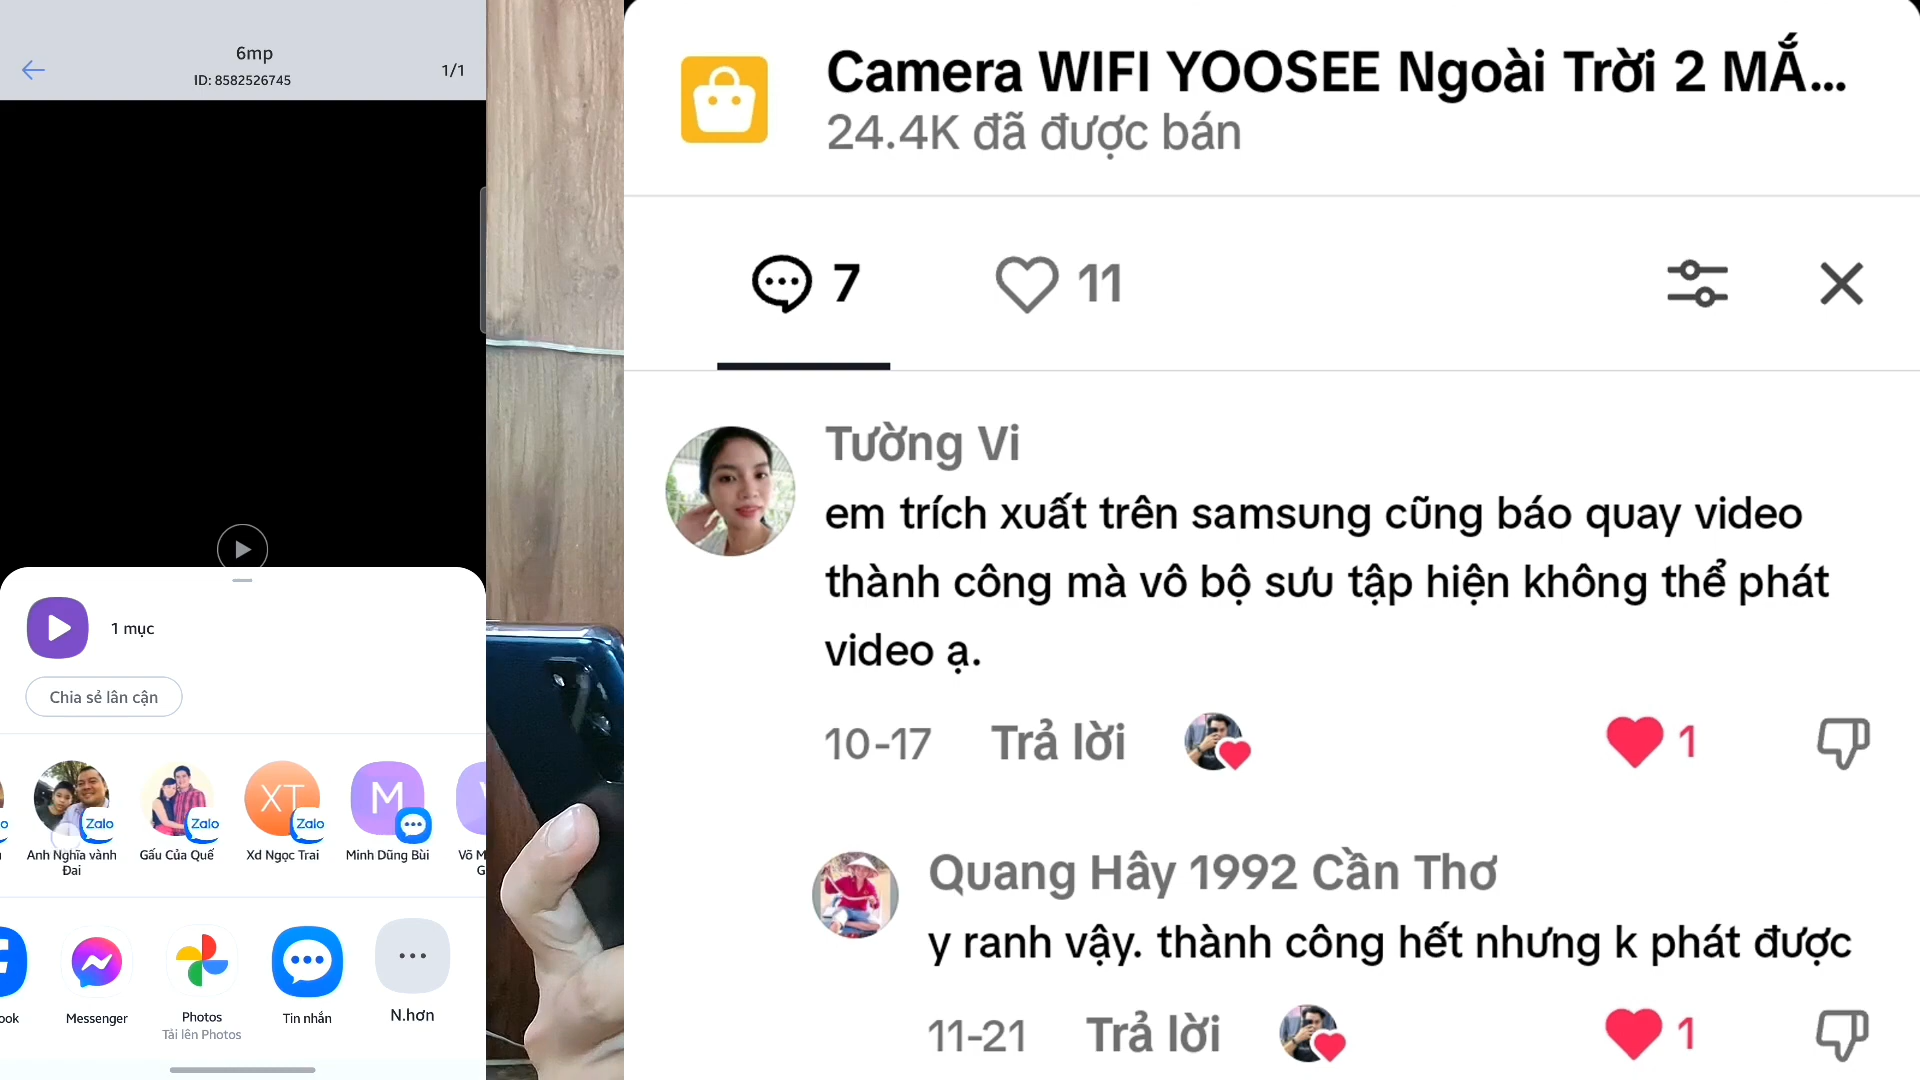 6mp
ID: 8582526745
1/1
1 mục
Chia sẻ lân cận
Zalo
Zalo
Zalo
Anh Nghĩa vành
Đai
Gấu Của Quế
Xd Ngọc Trai
XT
M
Minh Dũng Bùi
Messenger
Photos
Tải lên Photos
Tin nhắn
N.hơn
Camera WIFI YOOSEE Ngoài Trời 2 MẮ...
24.4K đã được bán
7
11
Tường Vi
em trích xuất trên samsung cũng báo quay video
thành công mà vô bộ sưu tập hiện không thể phát
video ạ.
10-17 Trả lời
1
Quang Hây 1992 Cần Thơ
y ranh vậy. thành công hết nhưng k phát được
11-21 Trả lời
1